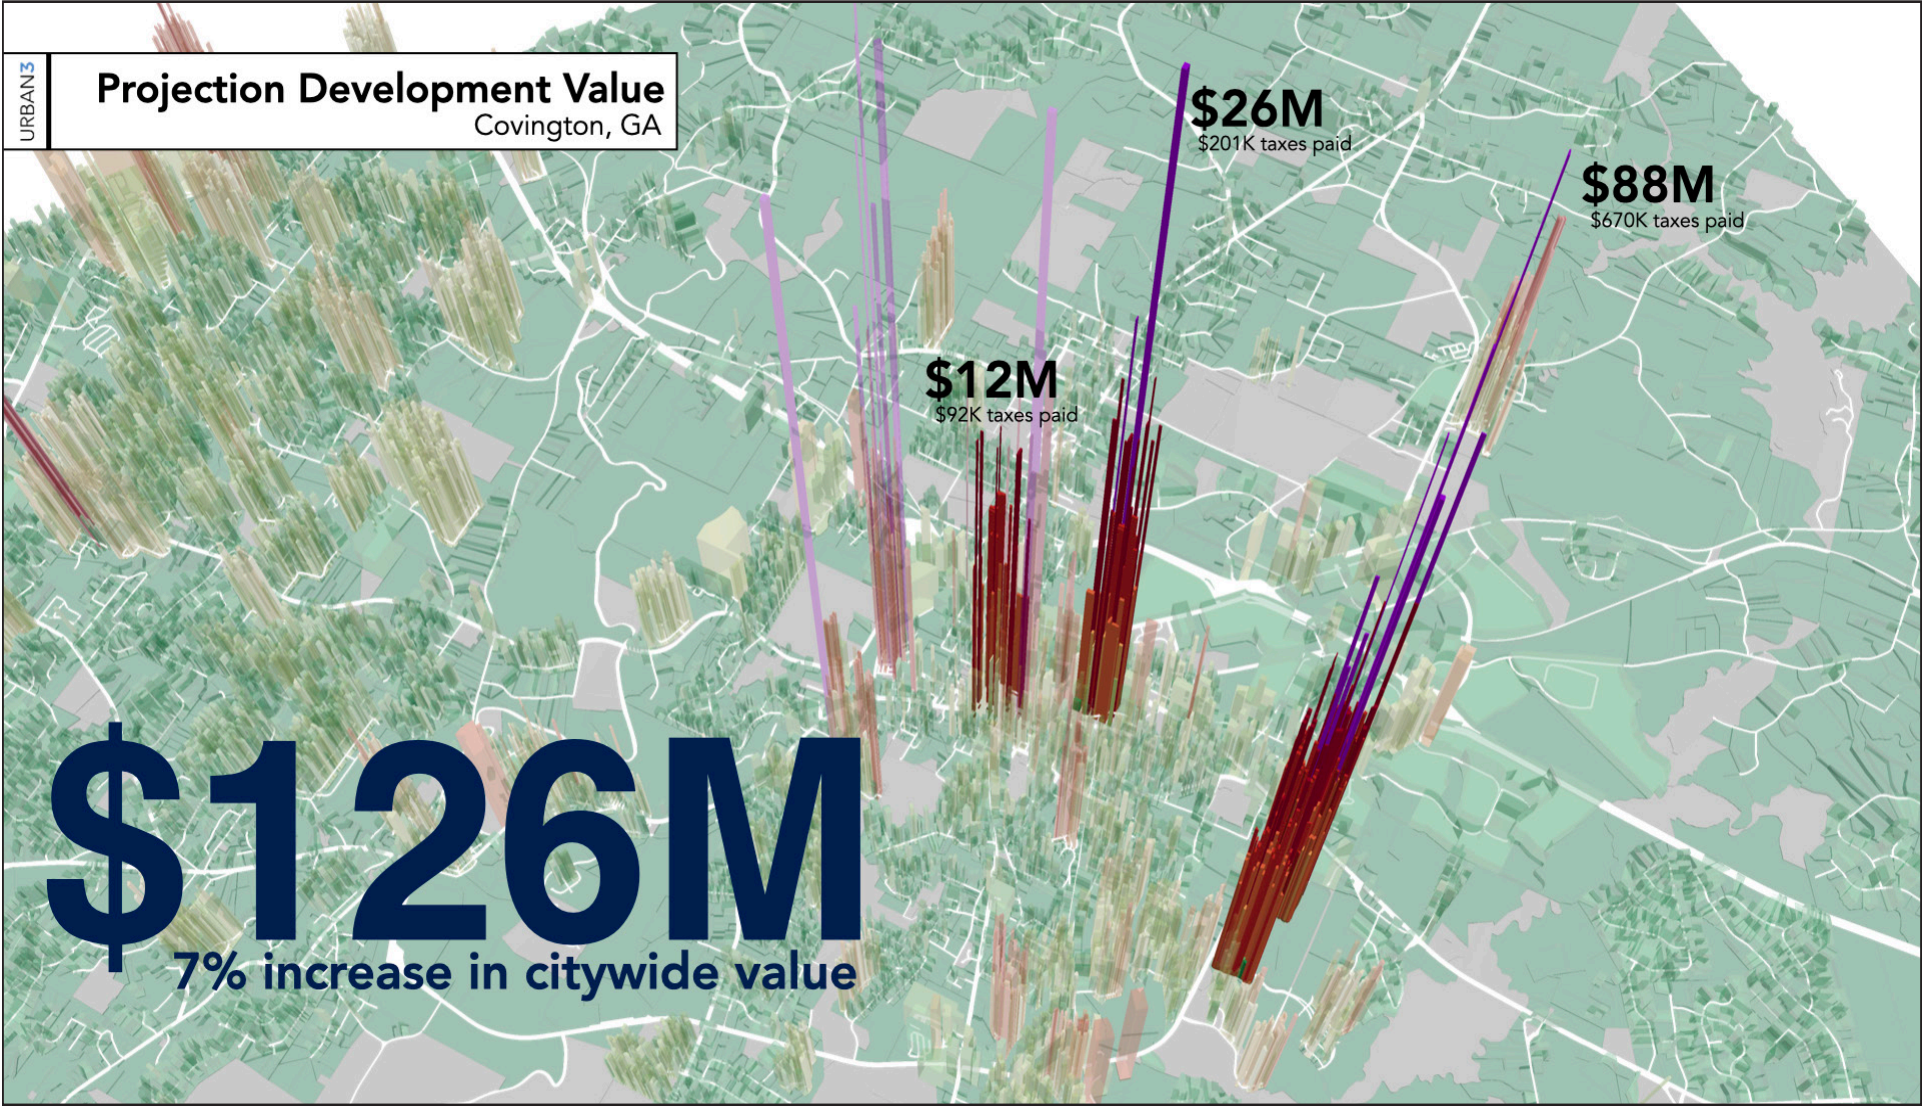 URBAN3
Projection Development Value
Covington, GA
$26M
$201K taxes paid
$88M
$670K taxes paid
$12M
$92K taxes paid
$126M
7% increase in citywide value